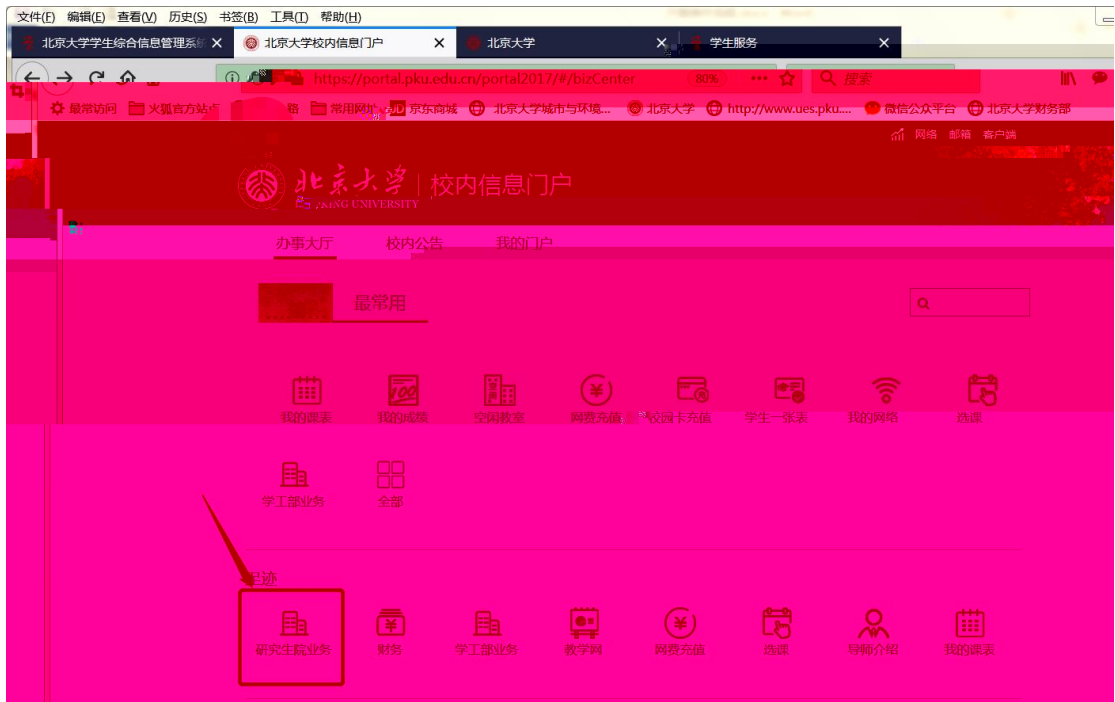 文件(F) 编辑(E) 查看(V) 历史(S) 书签(B) 工具(T) 帮助(H)
北京大学学生综合信息管理系统 北京大学校内信息门户 北京大学 学生服务
https://portal.pku.edu.cn/portal2017/#/bizCenter 80% 搜索
最常访问 火狐官方站点 常用网址 JD 京东商城 北京大学城市与环境... 北京大学 http://www.ues.pku.... 微信公众平台 北京大学财务部
网络 邮箱 客户端
北京大学 校内信息门户
UNIVERSITY
办事大厅 校内公告 我的门户
最常用
我的课表 我的成绩 空闲教室 网费充值 校园卡充值 学生一张表 我的网络 选课
学工部业务 全部
足迹
研究生院业务 财务 学工部业务 教学网 网费充值 选课 导师介绍 我的课表